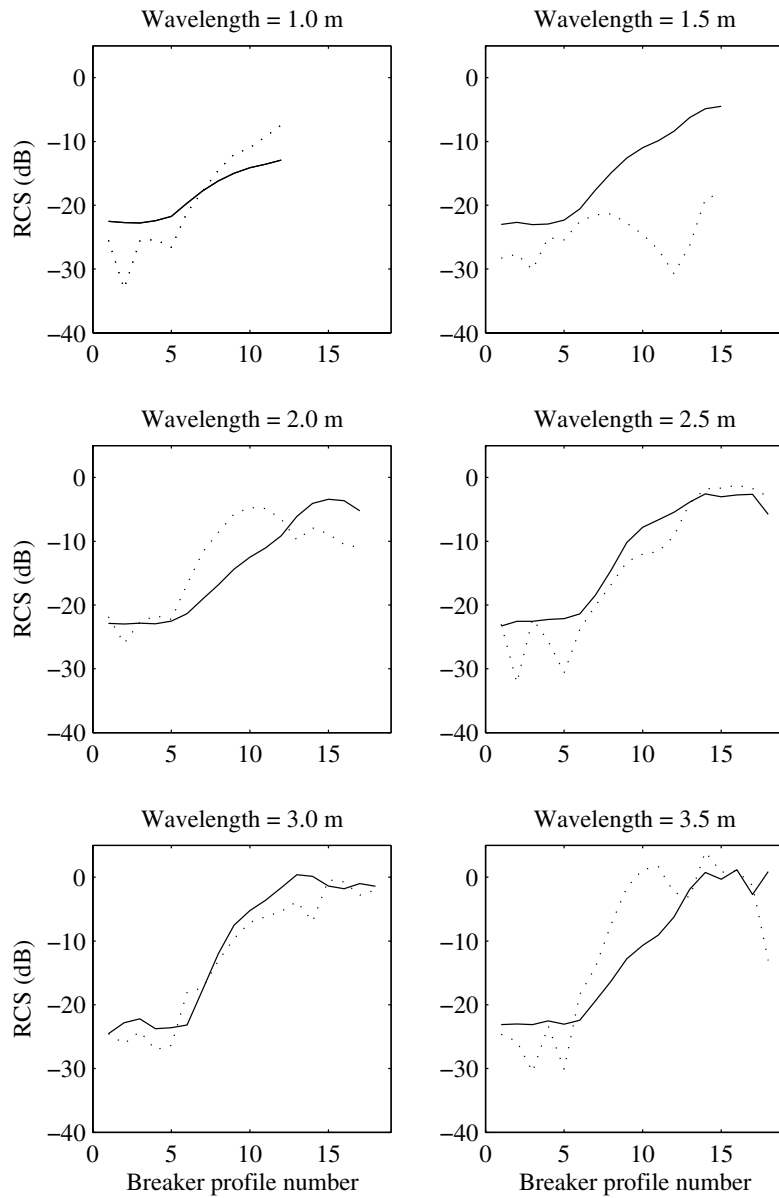 Wavelength = 1.0 m
RCS (dB)
0
−10
−20
−30
−40
0 5 10 15
Wavelength = 1.5 m
0
−10
−20
−30
−40
0 5 10 15
Wavelength = 2.0 m
RCS (dB)
0
−10
−20
−30
−40
0 5 10 15
Wavelength = 2.5 m
0
−10
−20
−30
−40
0 5 10 15
Wavelength = 3.0 m
RCS (dB)
0
−10
−20
−30
−40
0 5 10 15
Breaker profile number
Wavelength = 3.5 m
0
−10
−20
−30
−40
0 5 10 15
Breaker profile number